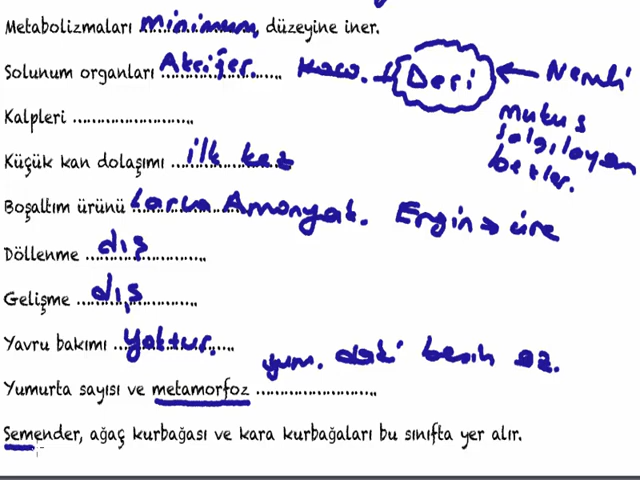 Metabolizmaları minimum, düzeyine iner.
Solunum organları Akciğer. + Deri ← Nemli
mukus
salgılayan
bezler.
Kalpleri ........................
Küçük kan dolaşımı ...ilk kez
Boşaltım ürünü Larva Amonyak. Ergin → üre
Döllenme dış
Gelişme dış
Yavru bakımı yoktur.
yum. daki besin az.
Yumurta sayısı ve metamorfoz ........................
Semender, ağaç kurbağası ve kara kurbağaları bu sınıfta yer alır.